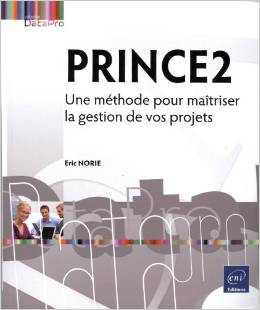 DataPro
PRINCE2
Une méthode pour maîtriser
la gestion de vos projets
Eric NORIE
eni
Editions